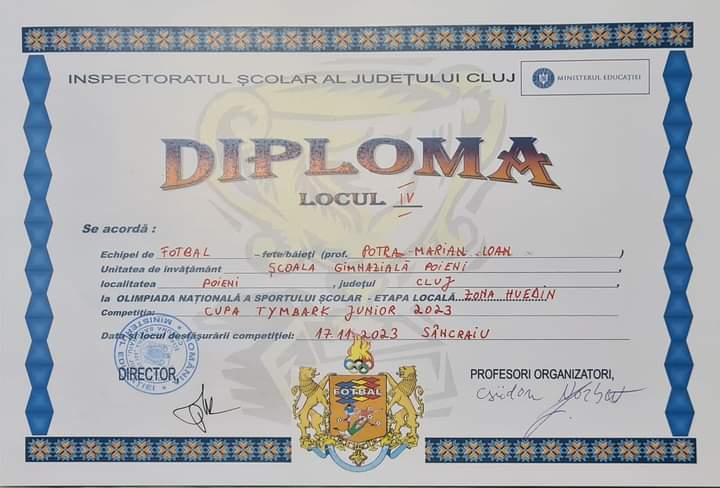 INSPECTORATUL ȘCOLAR AL JUDEȚULUI CLUJ
MINISTERUL EDUCAȚIEI
DIPLOMA
LOCUL IV
Se acordă :
Echipei de FOTBAL – fete/băieți (prof. POTRA MARIAN IOAN )
Unitatea de învățământ ȘCOALA GIMNAZIALĂ POIENI ,
localitatea POIENI , județul CLUJ
la OLIMPIADA NAȚIONALĂ A SPORTULUI ȘCOLAR - ETAPA LOCALĂ...ZONA HUEDIN
Competiția: CUPA TYMBARK JUNIOR 2023
Data și locul desfășurării competiției: 17.11.2023 SÂNCRAIU
DIRECTOR,
PROFESORI ORGANIZATORI,
FOTBAL